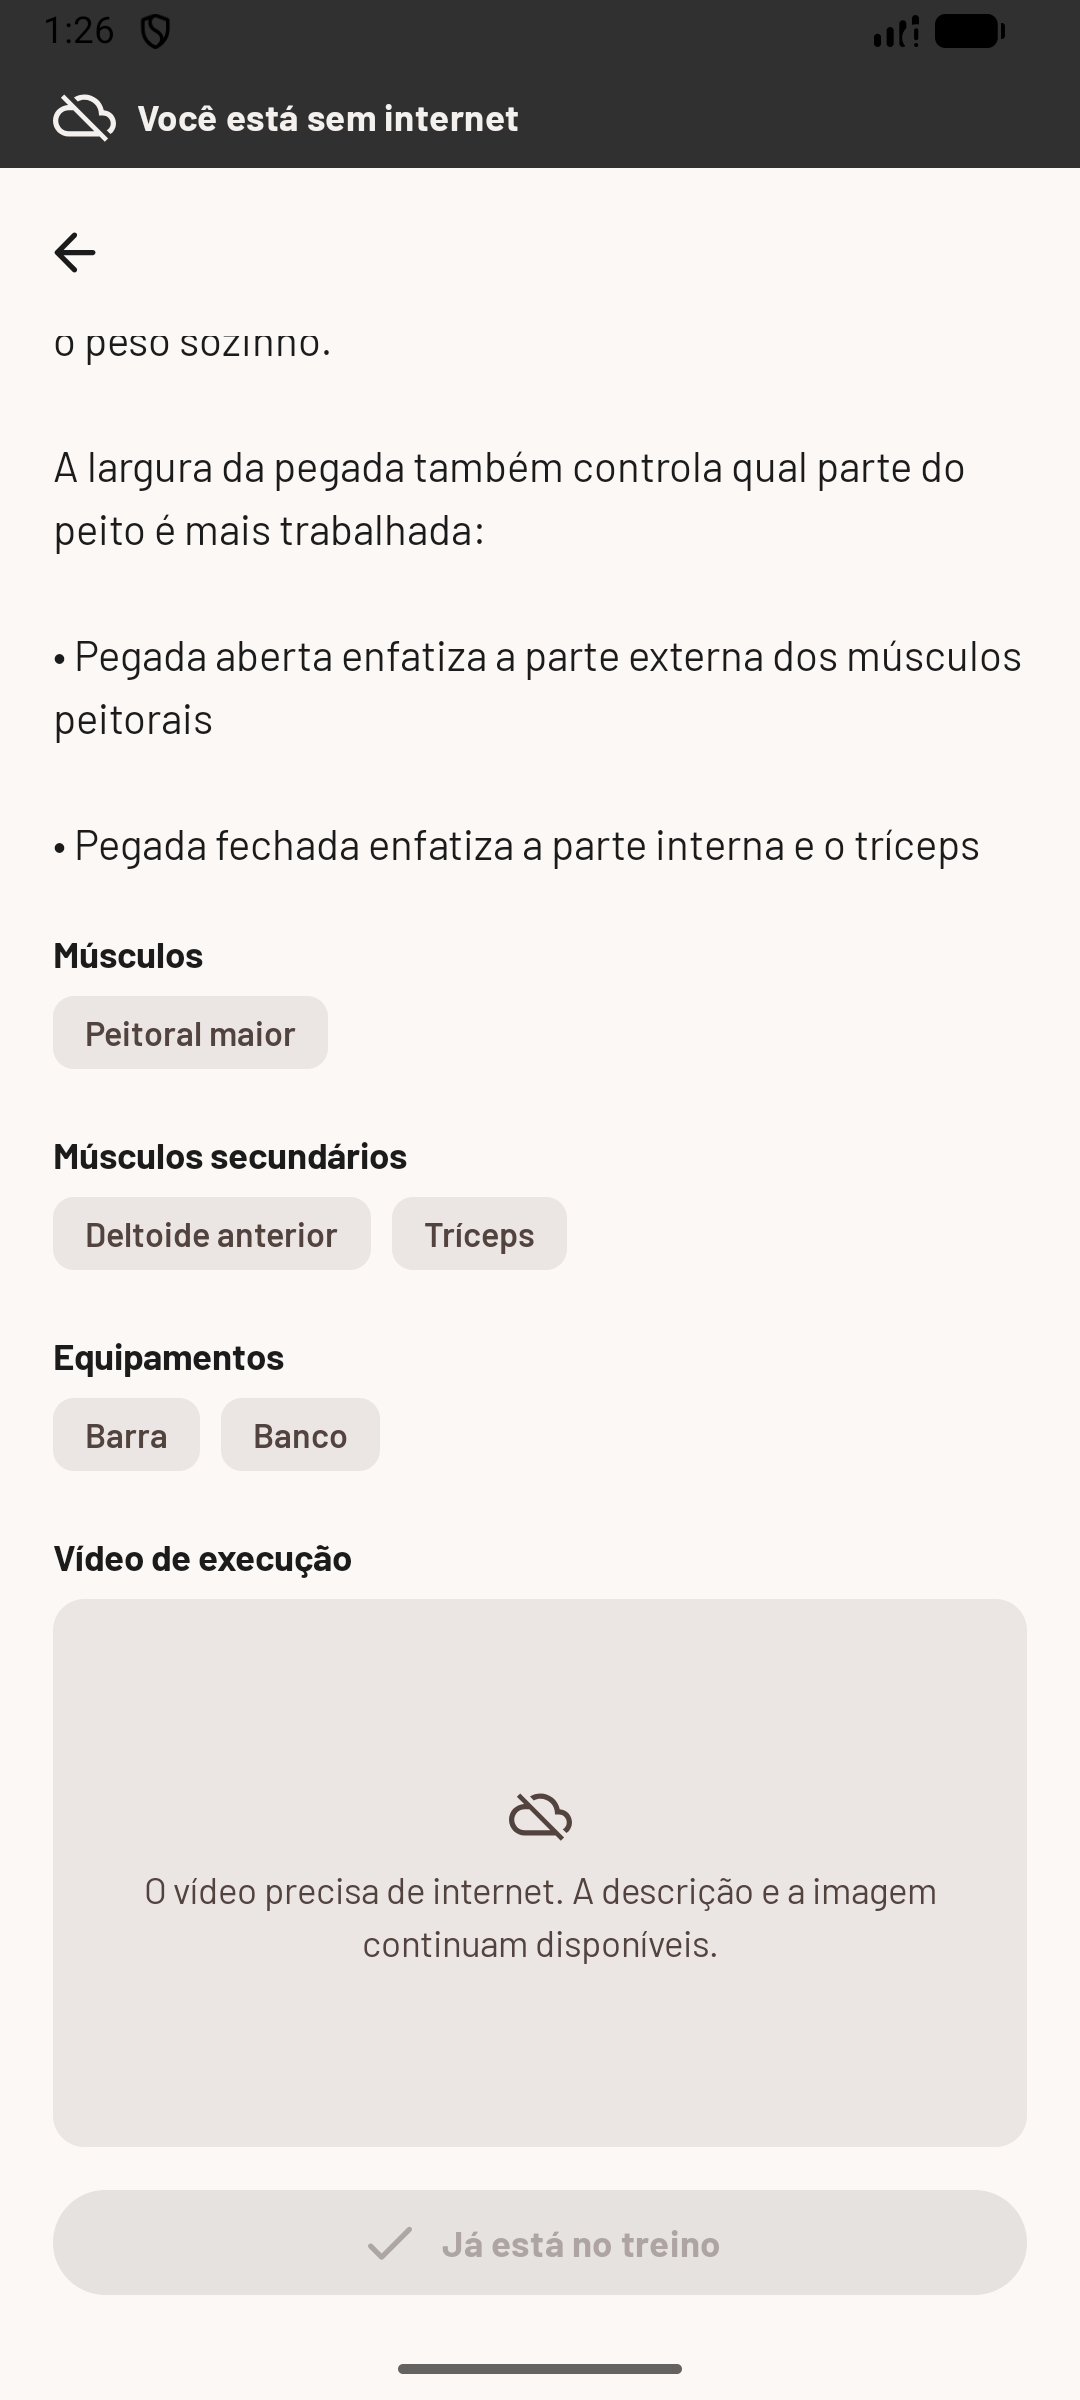 1:26
Você está sem internet
o peso sozinho.
A largura da pegada também controla qual parte do
peito é mais trabalhada:
• Pegada aberta enfatiza a parte externa dos músculos
peitorais
• Pegada fechada enfatiza a parte interna e o tríceps
Músculos
Peitoral maior
Músculos secundários
Deltoide anterior
Tríceps
Equipamentos
Barra
Banco
Vídeo de execução
O vídeo precisa de internet. A descrição e a imagem
continuam disponíveis.
Já está no treino